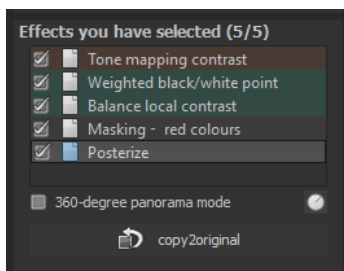 Effects you have selected (5/5)
Tone mapping contrast
Weighted black/white point
Balance local contrast
Masking - red colours
Posterize
360-degree panorama mode
copy2original